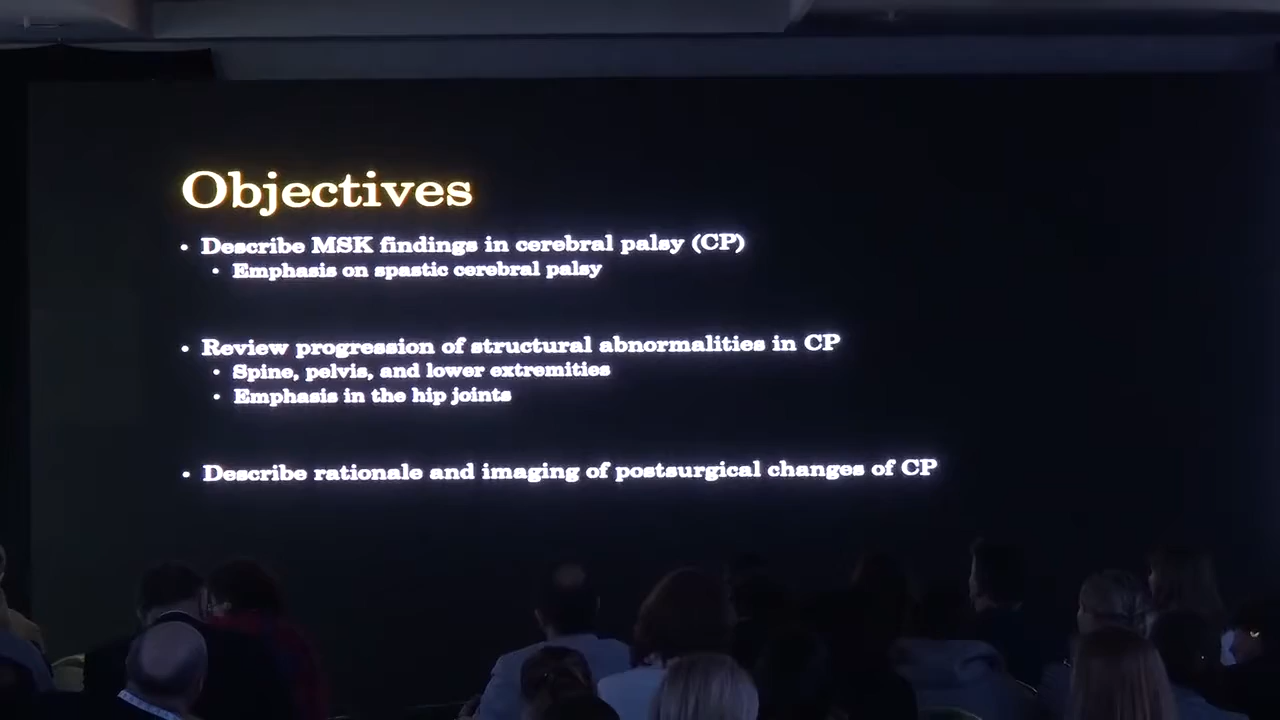 Objectives
• Describe MSK findings in cerebral palsy (CP)
• Emphasis on spastic cerebral palsy
• Review progression of structural abnormalities in CP
• Spine, pelvis, and lower extremities
• Emphasis in the hip joints
• Describe rationale and imaging of postsurgical changes of CP